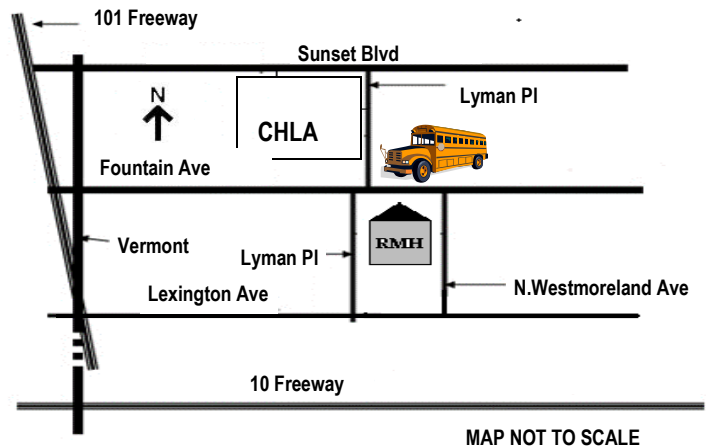 101 Freeway
Sunset Blvd
Lyman Pl
N
CHLA
Fountain Ave
Vermont
Lyman Pl
RMH
N.Westmoreland Ave
Lexington Ave
10 Freeway
MAP NOT TO SCALE